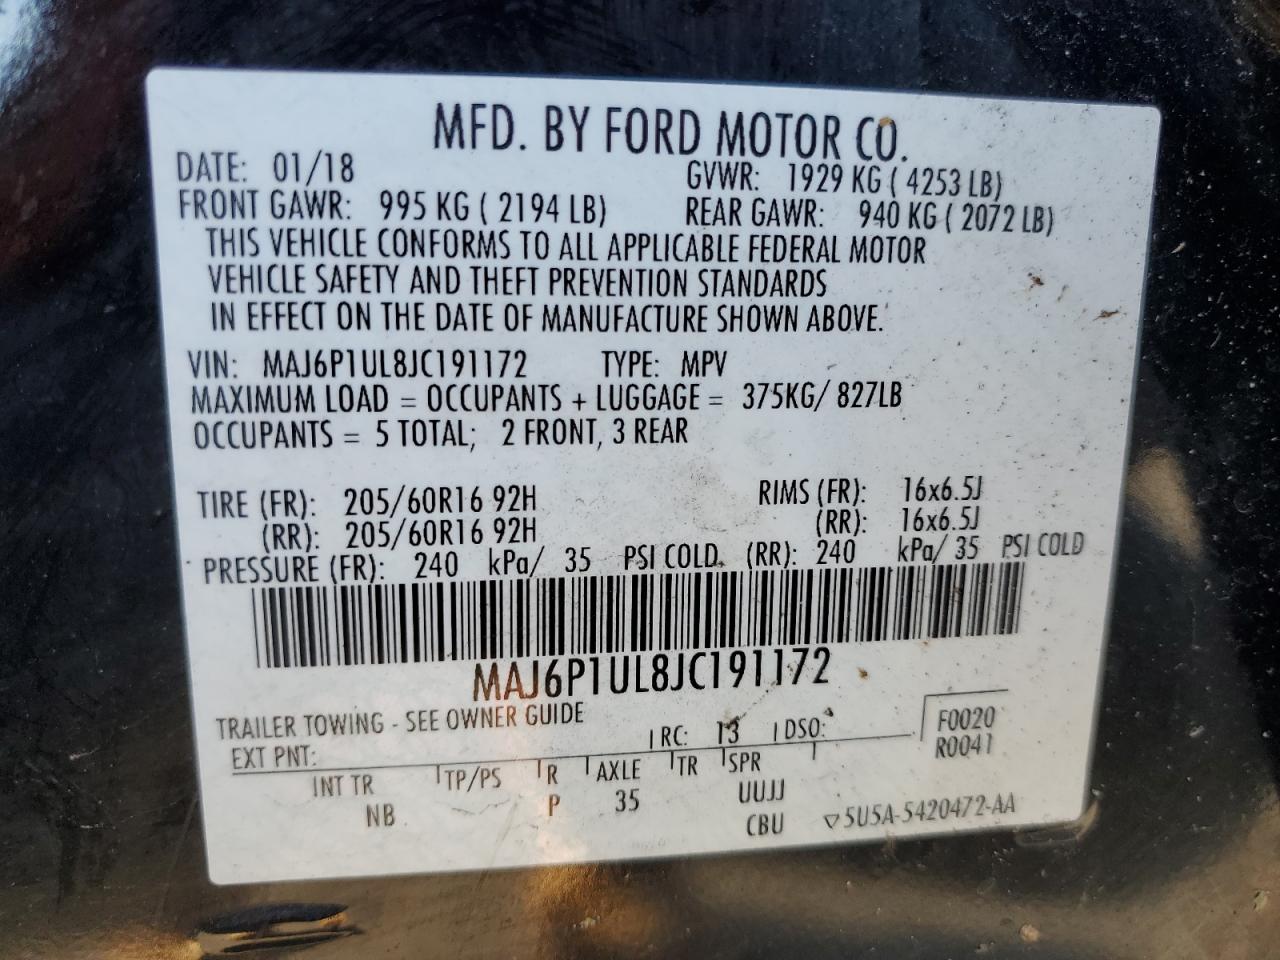 MFD. BY FORD MOTOR CO.
DATE: 01/18 GVWR: 1929 KG ( 4253 LB)
FRONT GAWR: 995 KG ( 2194 LB) REAR GAWR: 940 KG ( 2072 LB)
THIS VEHICLE CONFORMS TO ALL APPLICABLE FEDERAL MOTOR
VEHICLE SAFETY AND THEFT PREVENTION STANDARDS
IN EFFECT ON THE DATE OF MANUFACTURE SHOWN ABOVE.
VIN: MAJ6P1UL8JC191172 TYPE: MPV
MAXIMUM LOAD = OCCUPANTS + LUGGAGE = 375KG/ 827LB
OCCUPANTS = 5 TOTAL; 2 FRONT, 3 REAR
TIRE (FR): 205/60R16 92H RIMS (FR): 16x6.5J
(RR): 205/60R16 92H (RR): 16x6.5J
PRESSURE (FR): 240 kPa/ 35 PSI COLD. (RR): 240 kPa/ 35 PSI COLD
MAJ6P1UL8JC191172
TRAILER TOWING - SEE OWNER GUIDE
EXT PNT: RC: 13 DSO: F0020
R0041
INT TR TP/PS R AXLE TR SPR
NB P 35 UUJJ
CBU ▽5U5A-5420472-AA